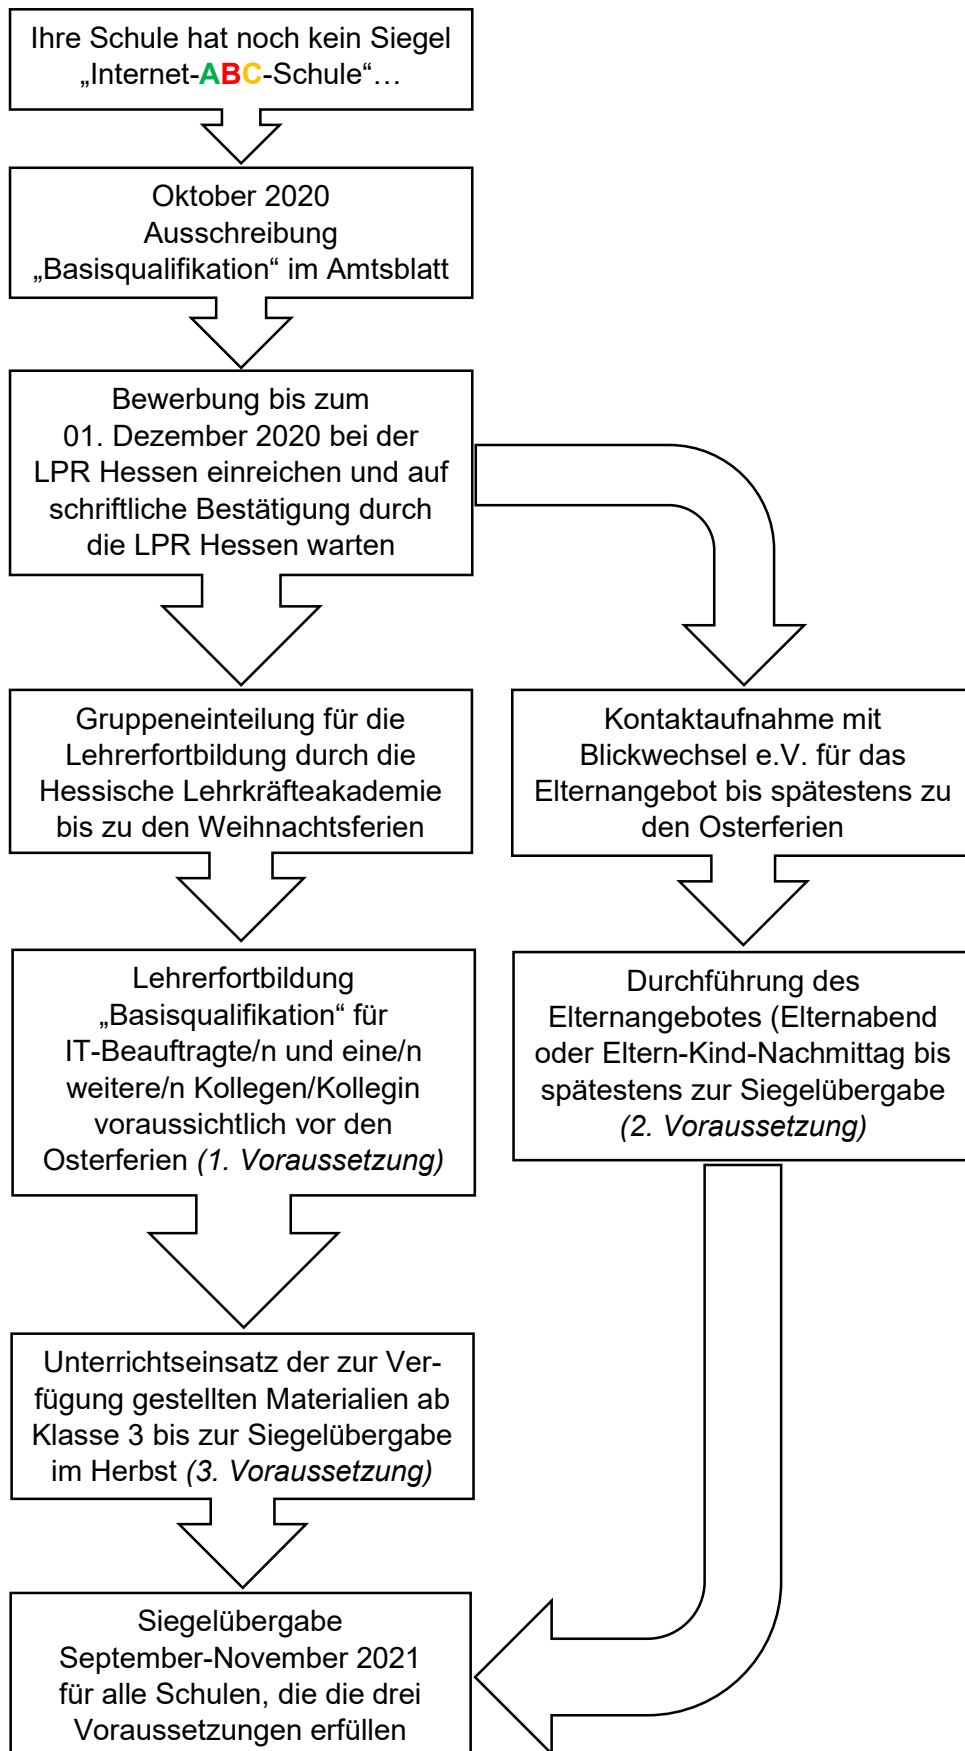 Ihre Schule hat noch kein Siegel
„Internet-ABC-Schule“…
Oktober 2020
Ausschreibung
„Basisqualifikation“ im Amtsblatt
Bewerbung bis zum
01. Dezember 2020 bei der
LPR Hessen einreichen und auf
schriftliche Bestätigung durch
die LPR Hessen warten
Gruppeneinteilung für die
Lehrerfortbildung durch die
Hessische Lehrkräfteakademie
bis zu den Weihnachtsferien
Kontaktaufnahme mit
Blickwechsel e.V. für das
Elternangebot bis spätestens zu
den Osterferien
Lehrerfortbildung
„Basisqualifikation“ für
IT-Beauftragte/n und eine/n
weitere/n Kollegen/Kollegin
voraussichtlich vor den
Osterferien (1. Voraussetzung)
Durchführung des
Elternangebotes (Elternabend
oder Eltern-Kind-Nachmittag bis
spätestens zur Siegelübergabe
(2. Voraussetzung)
Unterrichtseinsatz der zur Ver-
fügung gestellten Materialien ab
Klasse 3 bis zur Siegelübergabe
im Herbst (3. Voraussetzung)
Siegelübergabe
September-November 2021
für alle Schulen, die die drei
Voraussetzungen erfüllen